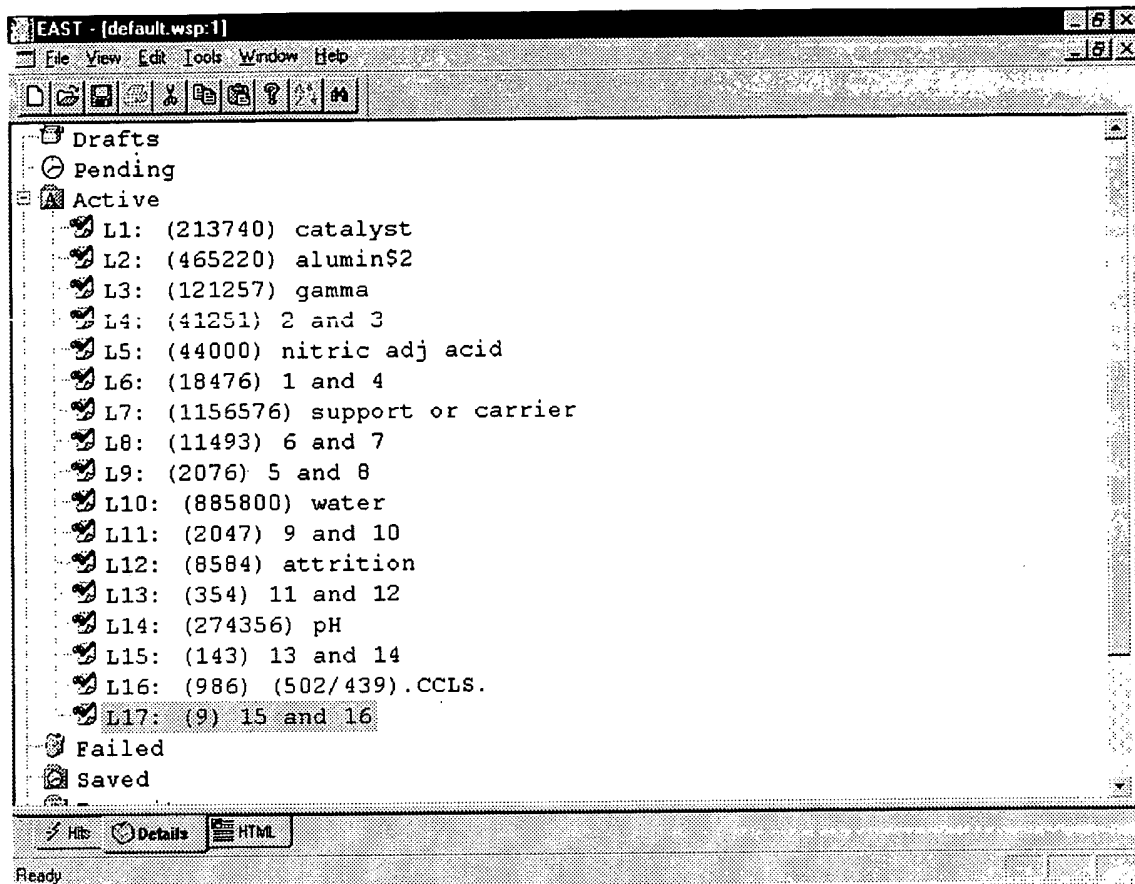 EAST - [default.wsp:1]
File View Edit Tools Window Help
Drafts
Pending
Active
L1: (213740) catalyst
L2: (465220) alumin$2
L3: (121257) gamma
L4: (41251) 2 and 3
L5: (44000) nitric adj acid
L6: (18476) 1 and 4
L7: (1156576) support or carrier
L8: (11493) 6 and 7
L9: (2076) 5 and 8
L10: (885800) water
L11: (2047) 9 and 10
L12: (8584) attrition
L13: (354) 11 and 12
L14: (274356) pH
L15: (143) 13 and 14
L16: (986) (502/439).CCLS.
L17: (9) 15 and 16
Failed
Saved
Hits Details HTML
Ready